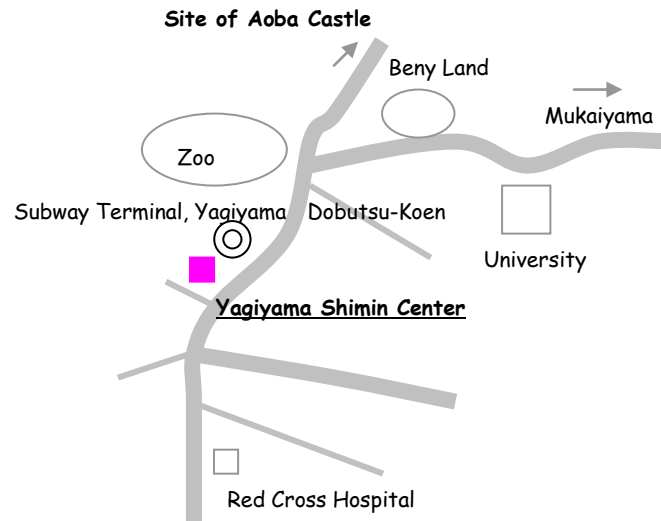 Site of Aoba Castle
Beny Land
Mukaiyama
Zoo
Subway Terminal, Yagiyama Dobutsu-Koen
University
Yagiyama Shimin Center
Red Cross Hospital